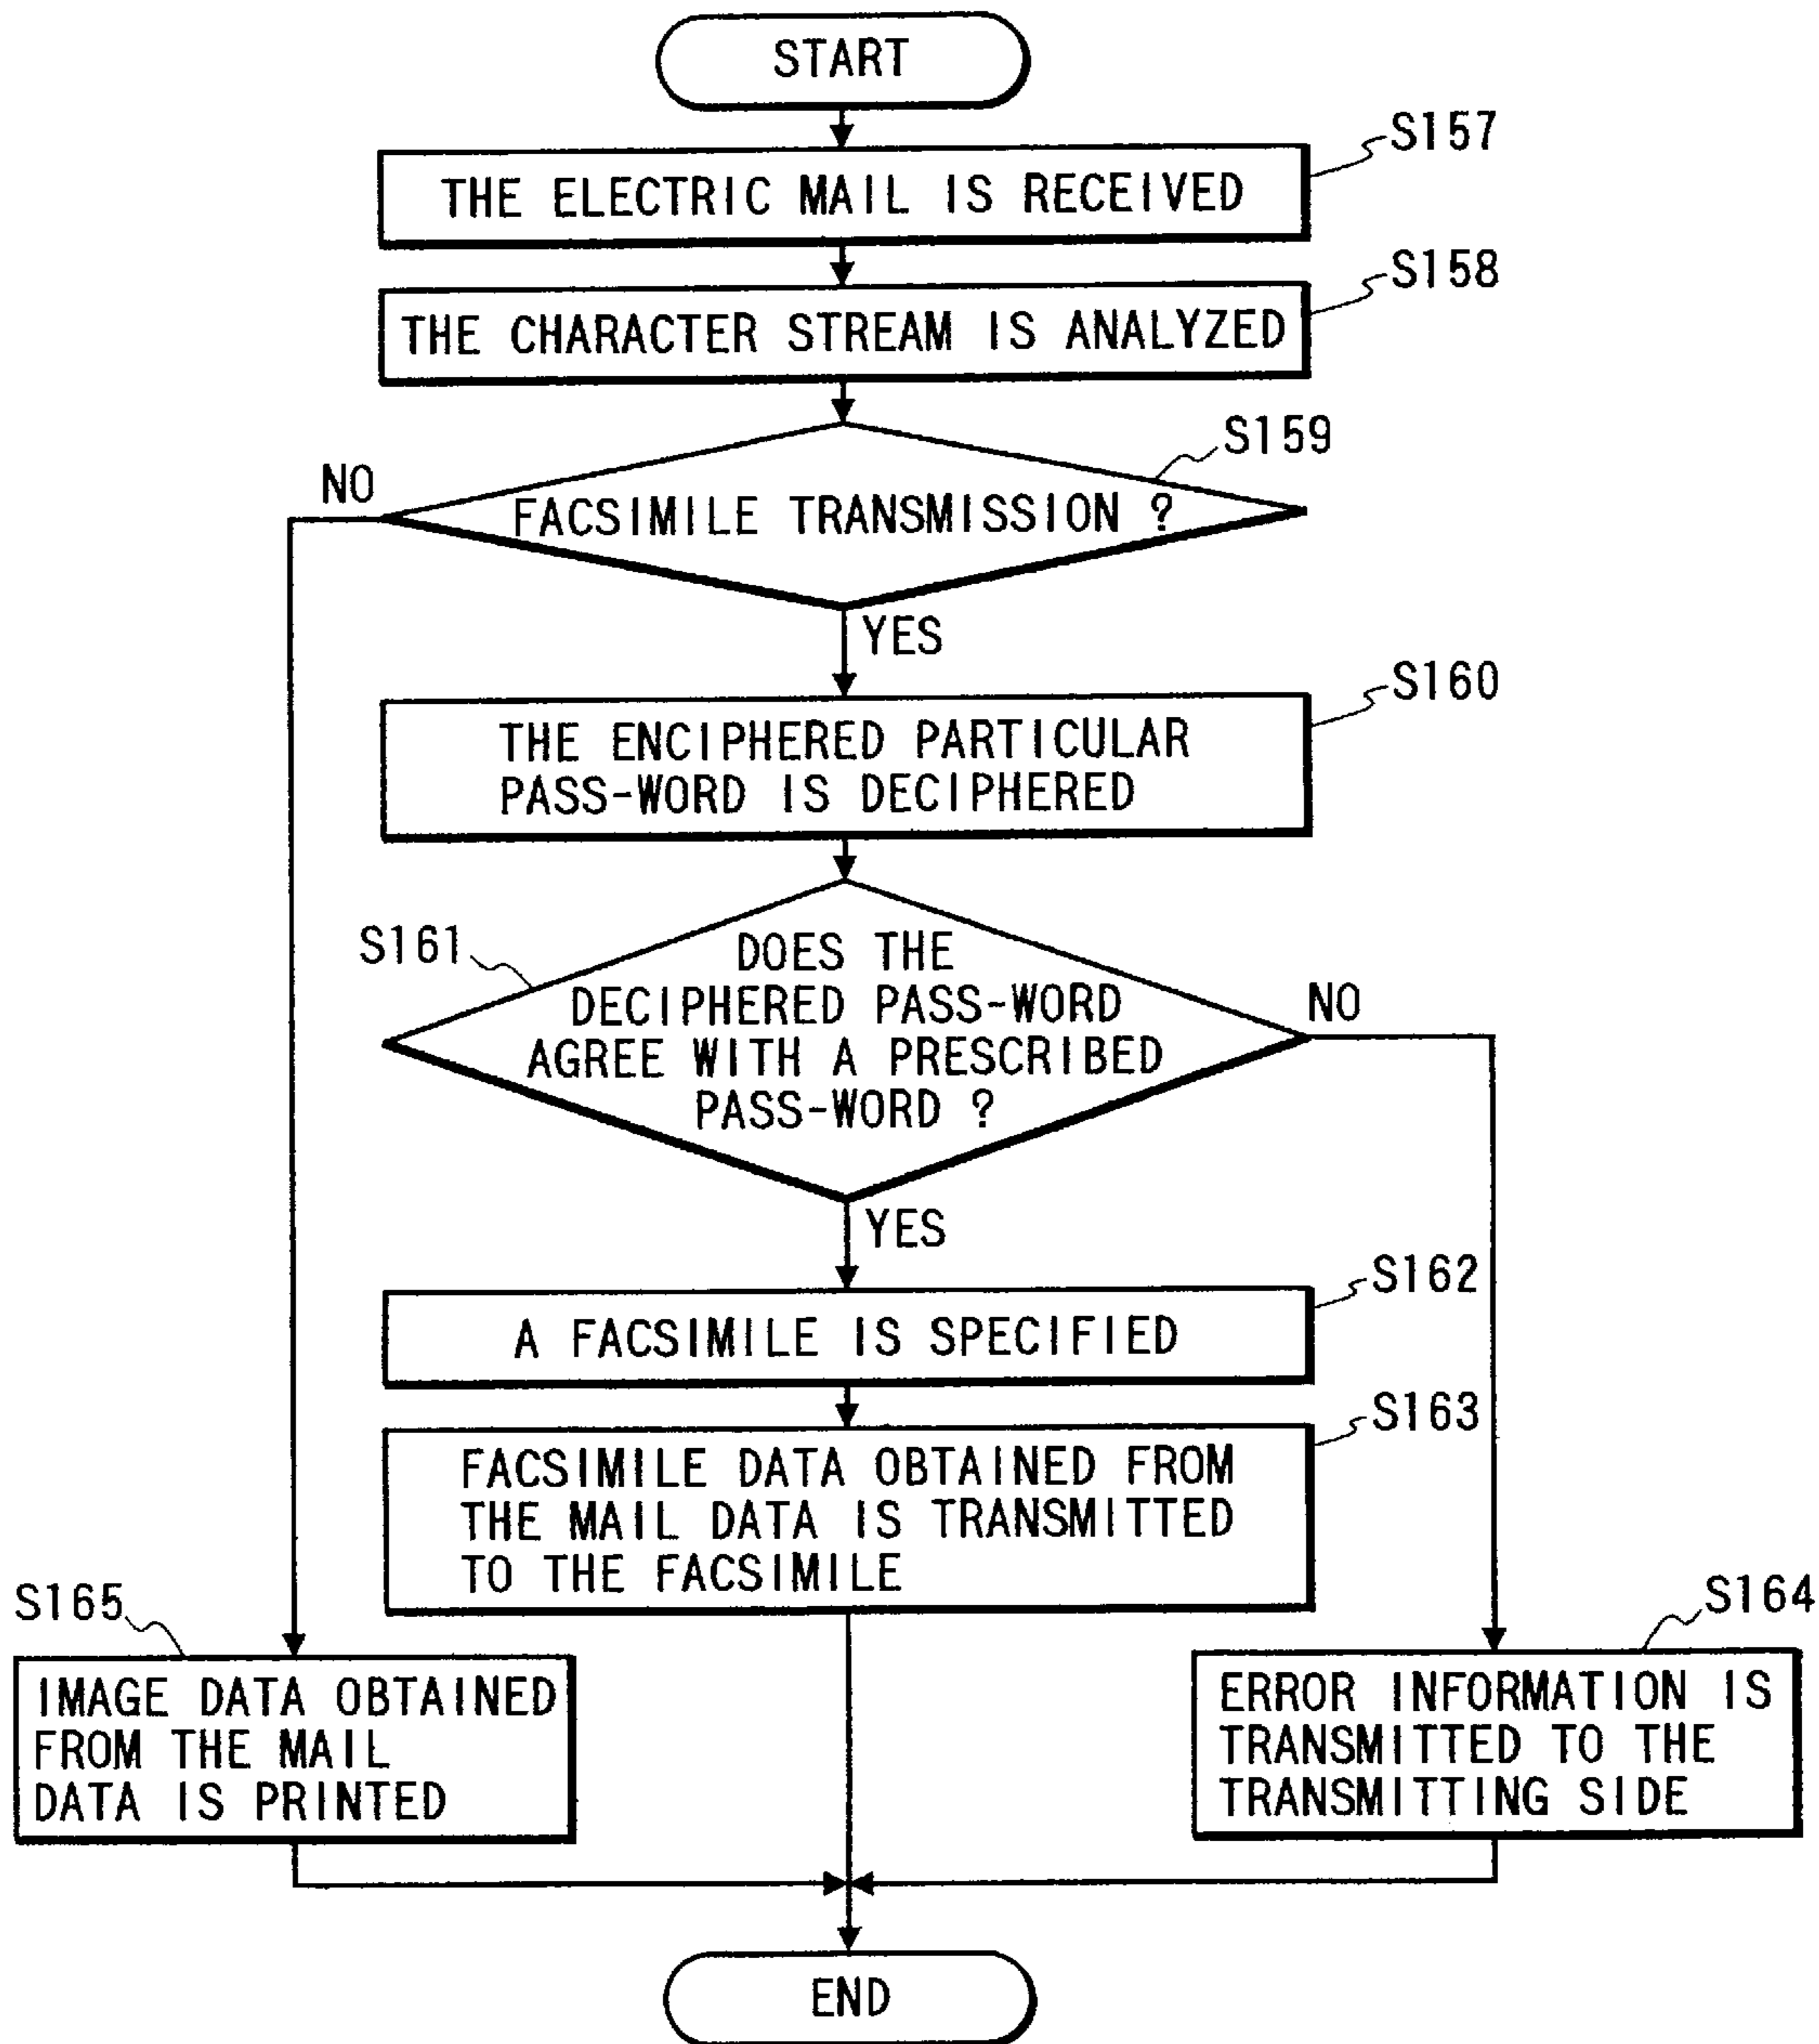 START
S157
THE ELECTRIC MAIL IS RECEIVED
S158
THE CHARACTER STREAM IS ANALYZED
S159
NO
FACSIMILE TRANSMISSION ?
YES
S160
THE ENCIPHERED PARTICULAR
PASS-WORD IS DECIPHERED
S161
DOES THE
DECIPHERED PASS-WORD
AGREE WITH A PRESCRIBED
PASS-WORD ?
NO
YES
S162
A FACSIMILE IS SPECIFIED
S163
FACSIMILE DATA OBTAINED FROM
THE MAIL DATA IS TRANSMITTED
TO THE FACSIMILE
S165
IMAGE DATA OBTAINED
FROM THE MAIL
DATA IS PRINTED
S164
ERROR INFORMATION IS
TRANSMITTED TO THE
TRANSMITTING SIDE
END